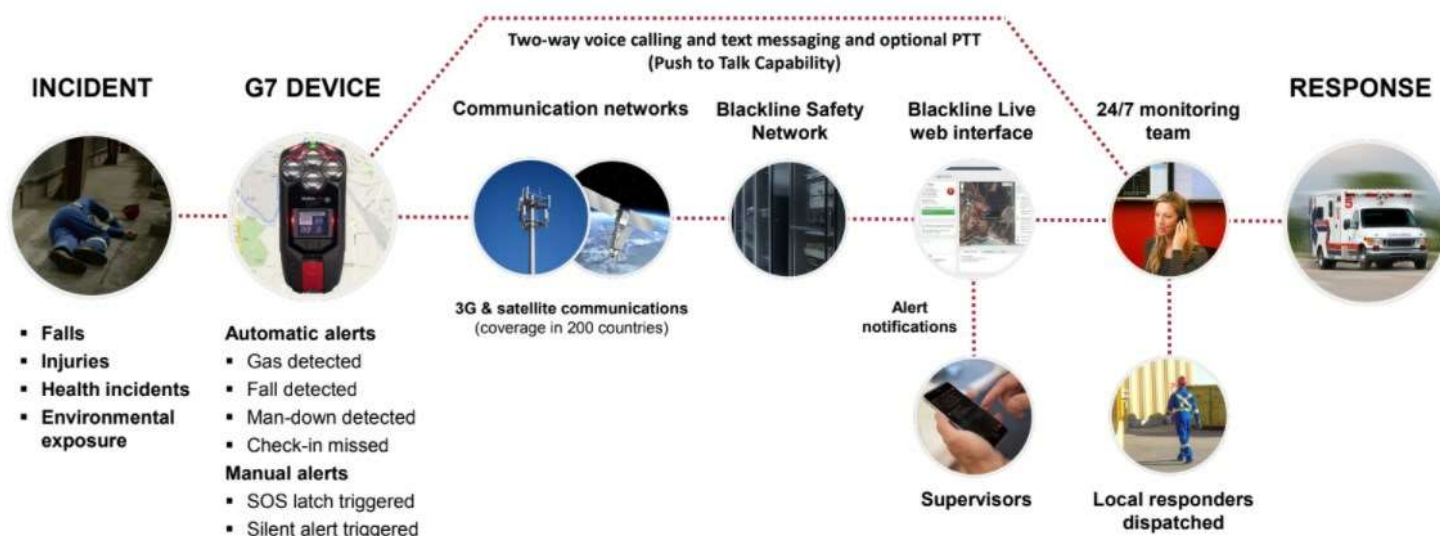 Two-way voice calling and text messaging and optional PTT
(Push to Talk Capability)
INCIDENT
G7 DEVICE
Communication networks
Blackline Safety
Network
Blackline Live
web interface
24/7 monitoring
team
RESPONSE
3G & satellite communications
(coverage in 200 countries)
Alert
notifications
▪ Falls
▪ Injuries
▪ Health incidents
▪ Environmental
exposure
Automatic alerts
▪ Gas detected
▪ Fall detected
▪ Man-down detected
▪ Check-in missed
Manual alerts
▪ SOS latch triggered
▪ Silent alert triggered
Supervisors
Local responders
dispatched